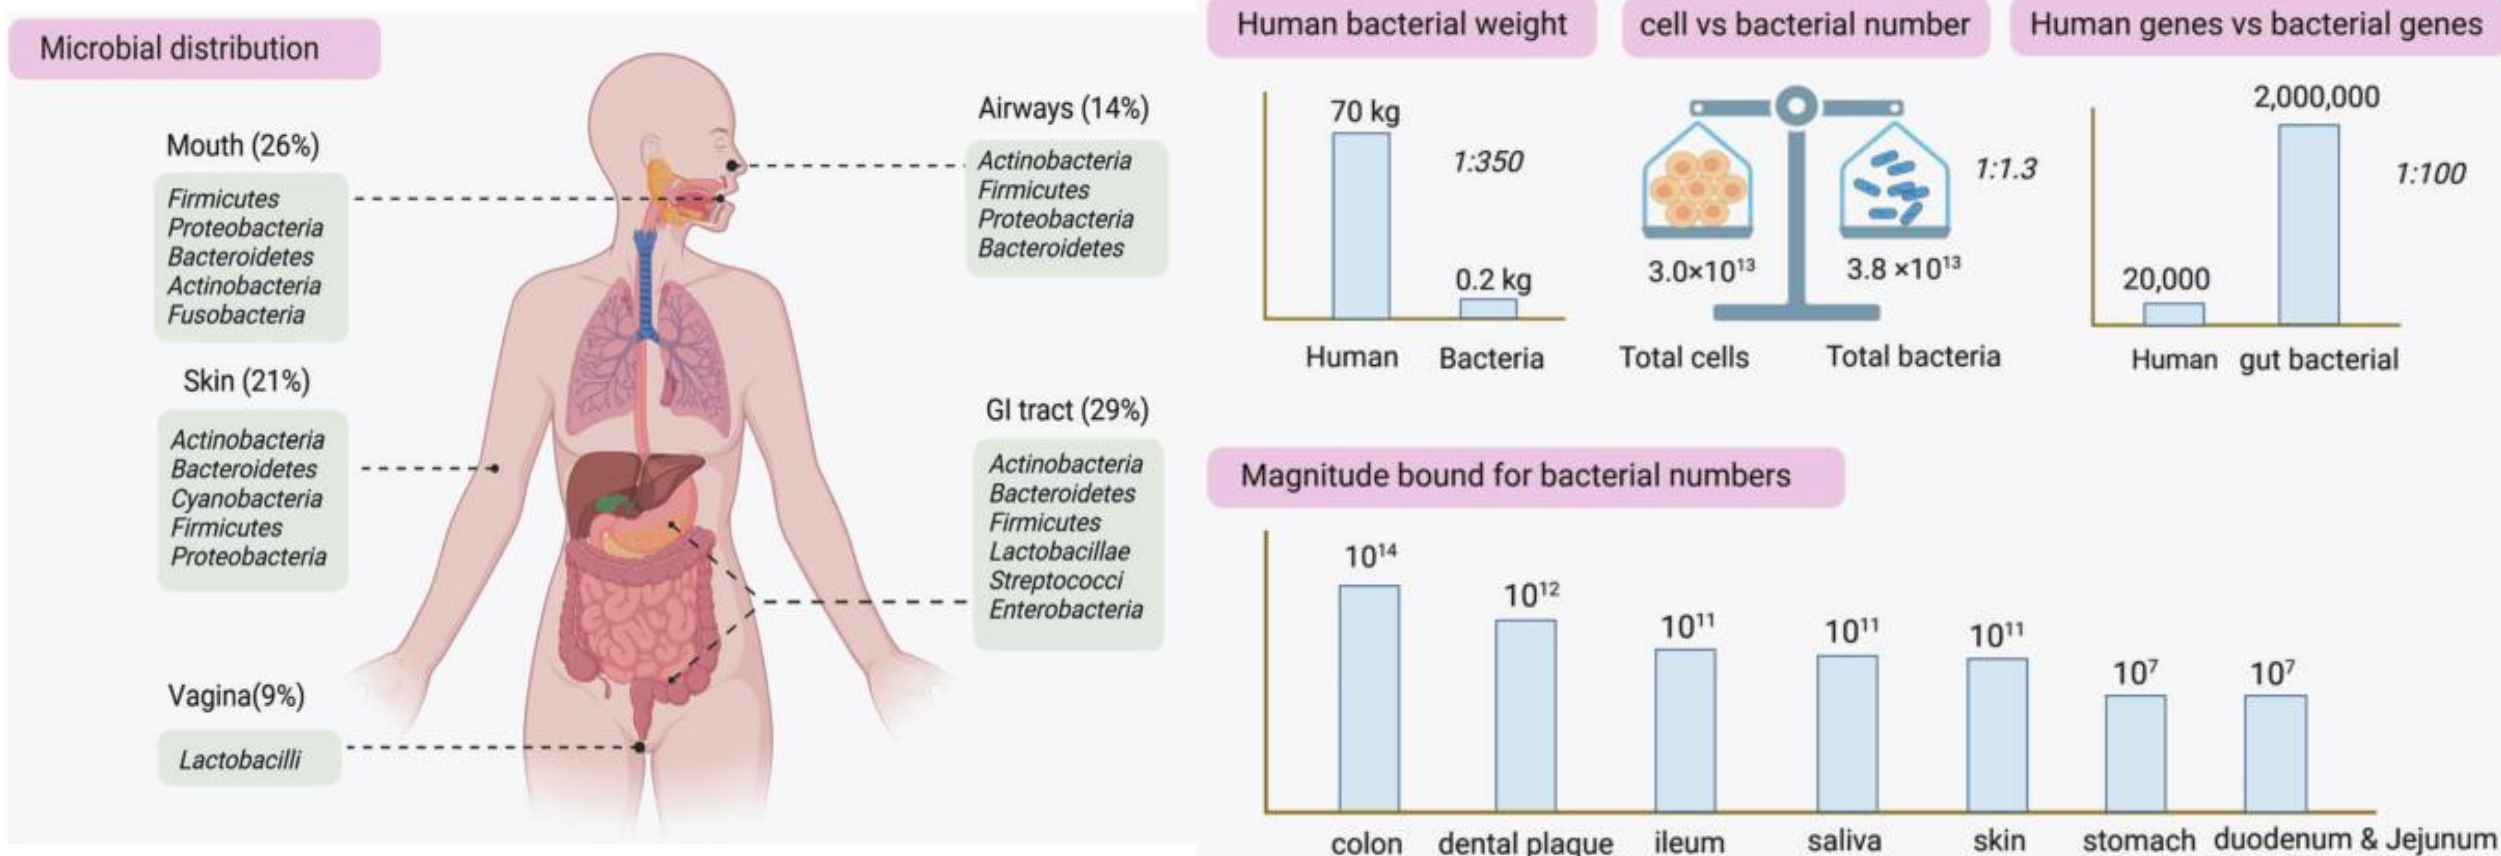 Microbial distribution
Mouth (26%)
Firmicutes
Proteobacteria
Bacteroidetes
Actinobacteria
Fusobacteria
Skin (21%)
Actinobacteria
Bacteroidetes
Cyanobacteria
Firmicutes
Proteobacteria
Vagina(9%)
Lactobacilli
Airways (14%)
Actinobacteria
Firmicutes
Proteobacteria
Bacteroidetes
GI tract (29%)
Actinobacteria
Bacteroidetes
Firmicutes
Lactobacillae
Streptococci
Enterobacteria
Human bacterial weight
70 kg
1:350
0.2 kg
Human Bacteria
cell vs bacterial number
1:1.3
3.0×10¹³ 3.8 ×10¹³
Total cells Total bacteria
Human genes vs bacterial genes
2,000,000
1:100
20,000
Human gut bacterial
Magnitude bound for bacterial numbers
10¹⁴ 10¹² 10¹¹ 10¹¹ 10¹¹ 10⁷ 10⁷
colon dental plaque ileum saliva skin stomach duodenum & Jejunum